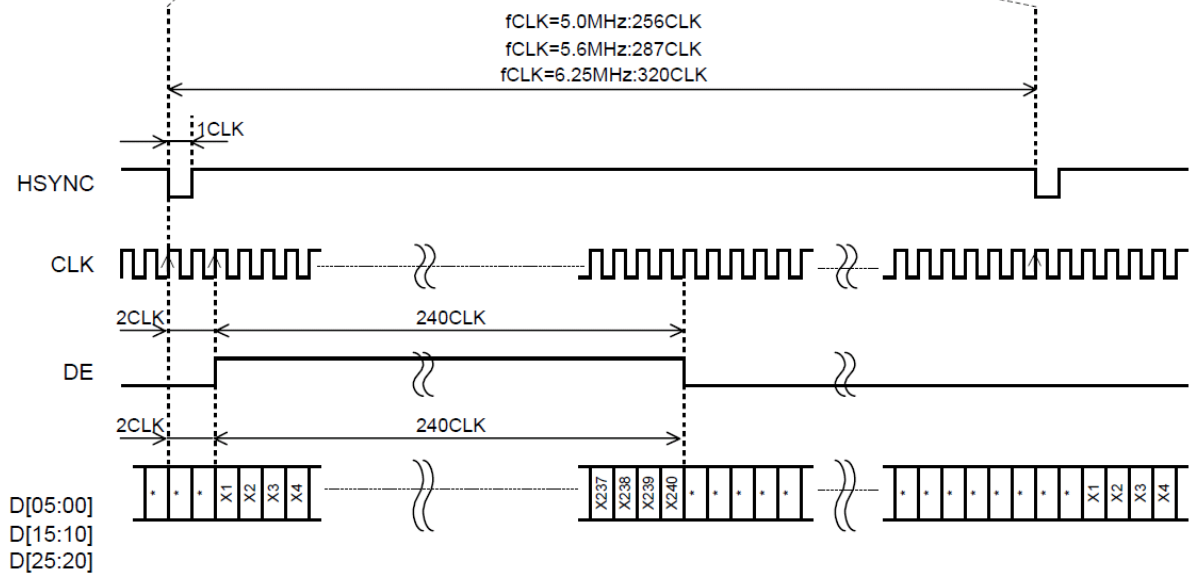 fCLK=5.0MHz:256CLK
fCLK=5.6MHz:287CLK
fCLK=6.25MHz:320CLK
1CLK
HSYNC
CLK
2CLK 240CLK
DE
2CLK 240CLK
* * * X1 X2 X3 X4 X237 X238 X239 X240 * * * * * * * * * * * * * X1 X2 X3 X4
D[05:00]
D[15:10]
D[25:20]